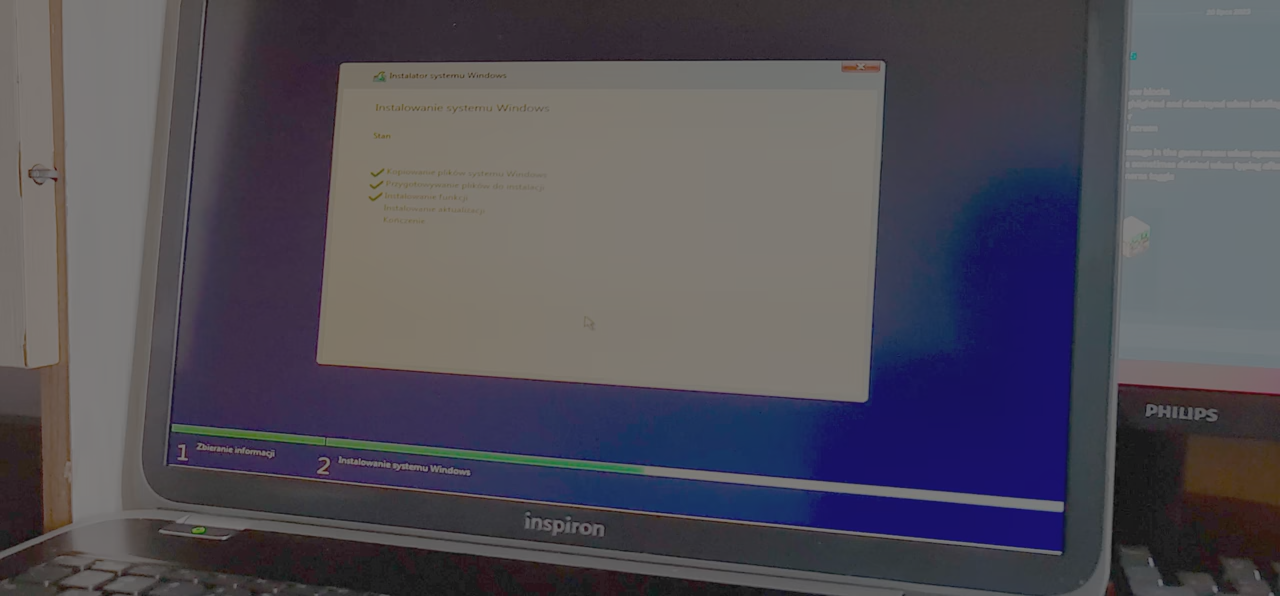 Instalator systemu Windows
Instalowanie systemu Windows
Stan
Kopiowanie plików systemu Windows
Przygotowywanie plików do instalacji
Instalowanie funkcji
Instalowanie aktualizacji
Kończenie
1 Zbieranie informacji
2 Instalowanie systemu Windows
inspiron
PHILIPS